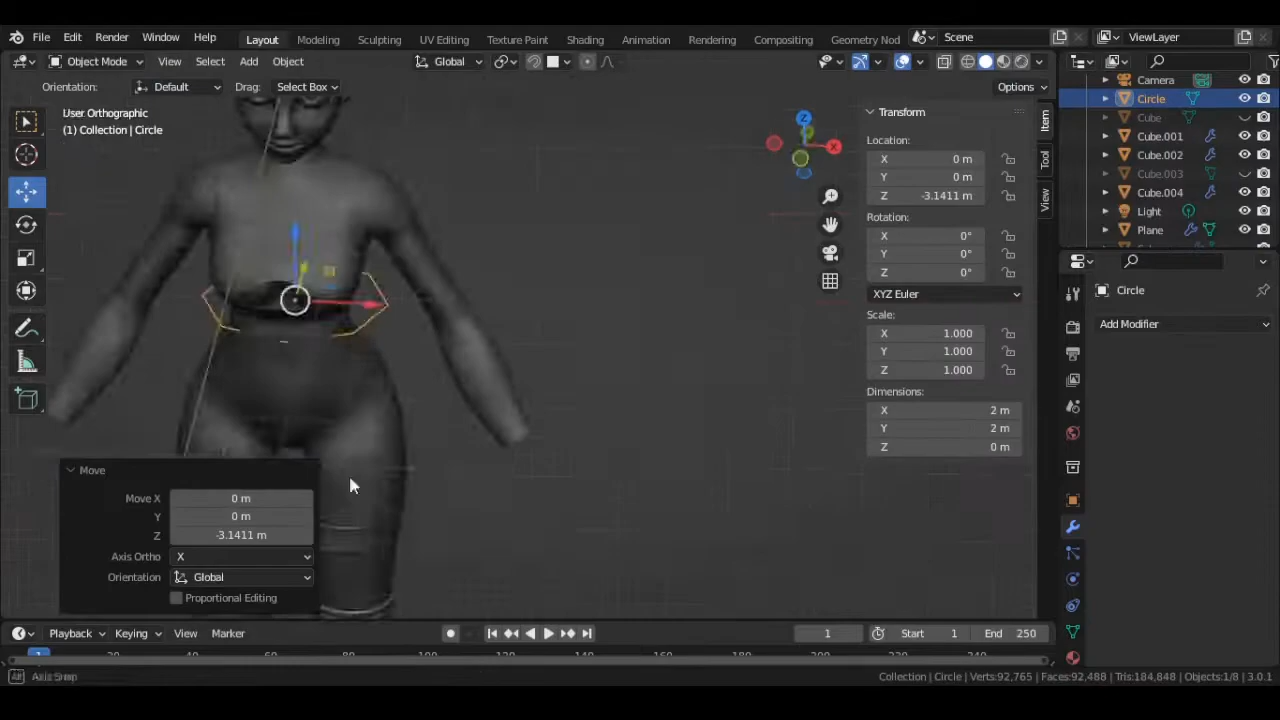 File Edit Render Window Help Layout Modeling Sculpting UV Editing Texture Paint Shading Animation Rendering Compositing Geometry Nod Scene ViewLayer
Object Mode View Select Add Object Global
Orientation: Default Drag: Select Box Options
User Orthographic
(1) Collection | Circle
Transform
Location:
X 0 m
Y 0 m
Z -3.1411 m
Rotation:
X 0°
Y 0°
Z 0°
XYZ Euler
Scale:
X 1.000
Y 1.000
Z 1.000
Dimensions:
X 2 m
Y 2 m
Z 0 m
Item
Tool
View
Z
X
Camera
Circle
Cube
Cube.001
Cube.002
Cube.003
Cube.004
Light
Plane
Circle
Add Modifier
Move
Move X 0 m
Y 0 m
Z -3.1411 m
Axis Ortho X
Orientation Global
Proportional Editing
Playback Keying View Marker 1 Start 1 End 250
Axis Snap
Collection | Circle | Verts:92,765 | Faces:92,488 | Tris:184,848 | Objects:1/8 | 3.0.1